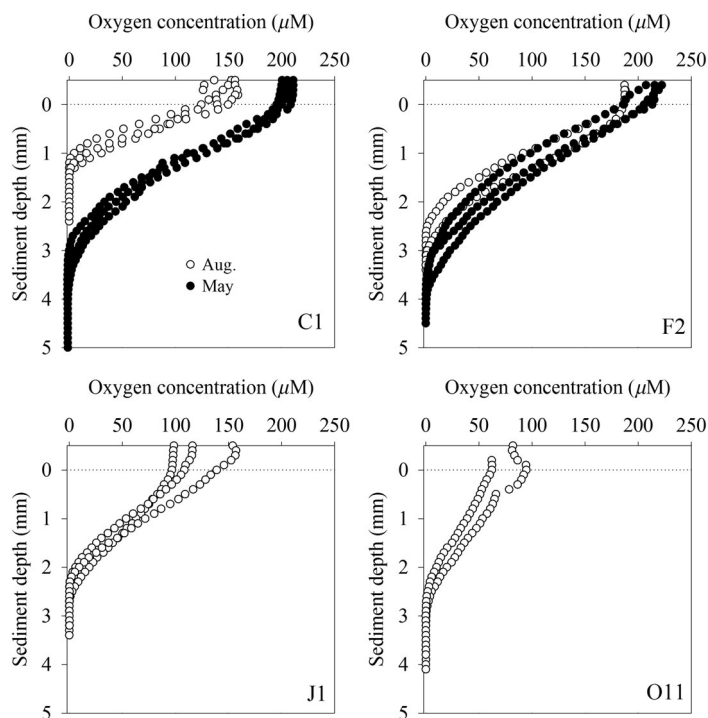 Oxygen concentration (μM)
0 50 100 150 200 250
Sediment depth (mm)
0
1
2
3
4
5
Aug.
May
C1
Oxygen concentration (μM)
0 50 100 150 200 250
Sediment depth (mm)
0
1
2
3
4
5
F2
Oxygen concentration (μM)
0 50 100 150 200 250
Sediment depth (mm)
0
1
2
3
4
5
J1
Oxygen concentration (μM)
0 50 100 150 200 250
Sediment depth (mm)
0
1
2
3
4
5
O11